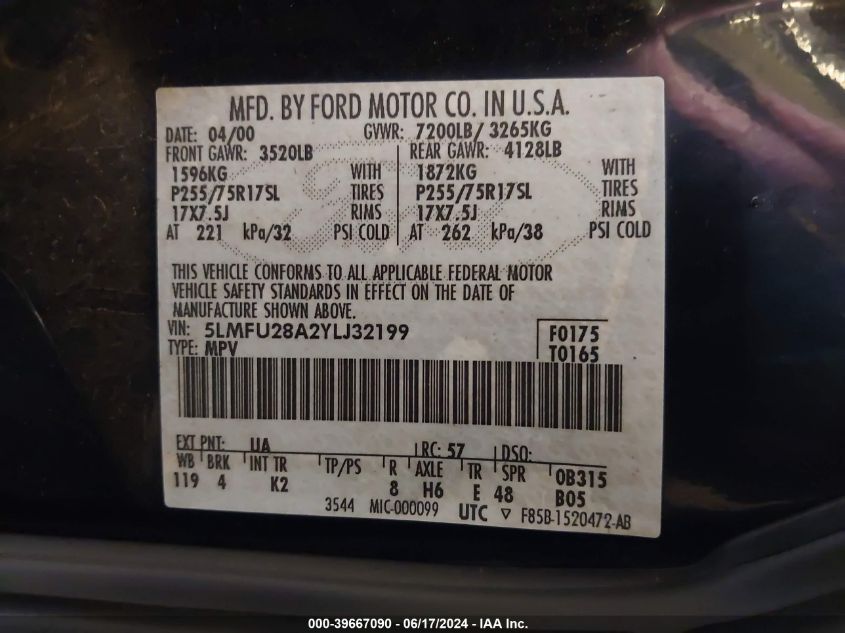 MFD. BY FORD MOTOR CO. IN U.S.A.
DATE: 04/00 GVWR: 7200LB/ 3265KG
FRONT GAWR: 3520LB REAR GAWR: 4128LB
1596KG WITH 1872KG WITH
P255/75R17SL TIRES P255/75R17SL TIRES
17X7.5J RIMS 17X7.5J RIMS
AT 221 kPa/32 PSI COLD AT 262 kPa/38 PSI COLD
THIS VEHICLE CONFORMS TO ALL APPLICABLE FEDERAL MOTOR
VEHICLE SAFETY STANDARDS IN EFFECT ON THE DATE OF
MANUFACTURE SHOWN ABOVE.
VIN: 5LMFU28A2YLJ32199 F0175
TYPE: MPV T0165
EXT PNT: UA RC: 57 DSO:
WB BRK INT TR TP/PS R AXLE TR SPR 0B315
119 4 K2 8 H6 E 48 B05
3544 MIC-000099 UTC ▽ F85B-1520472-AB
000-39667090 - 06/17/2024 - IAA Inc.